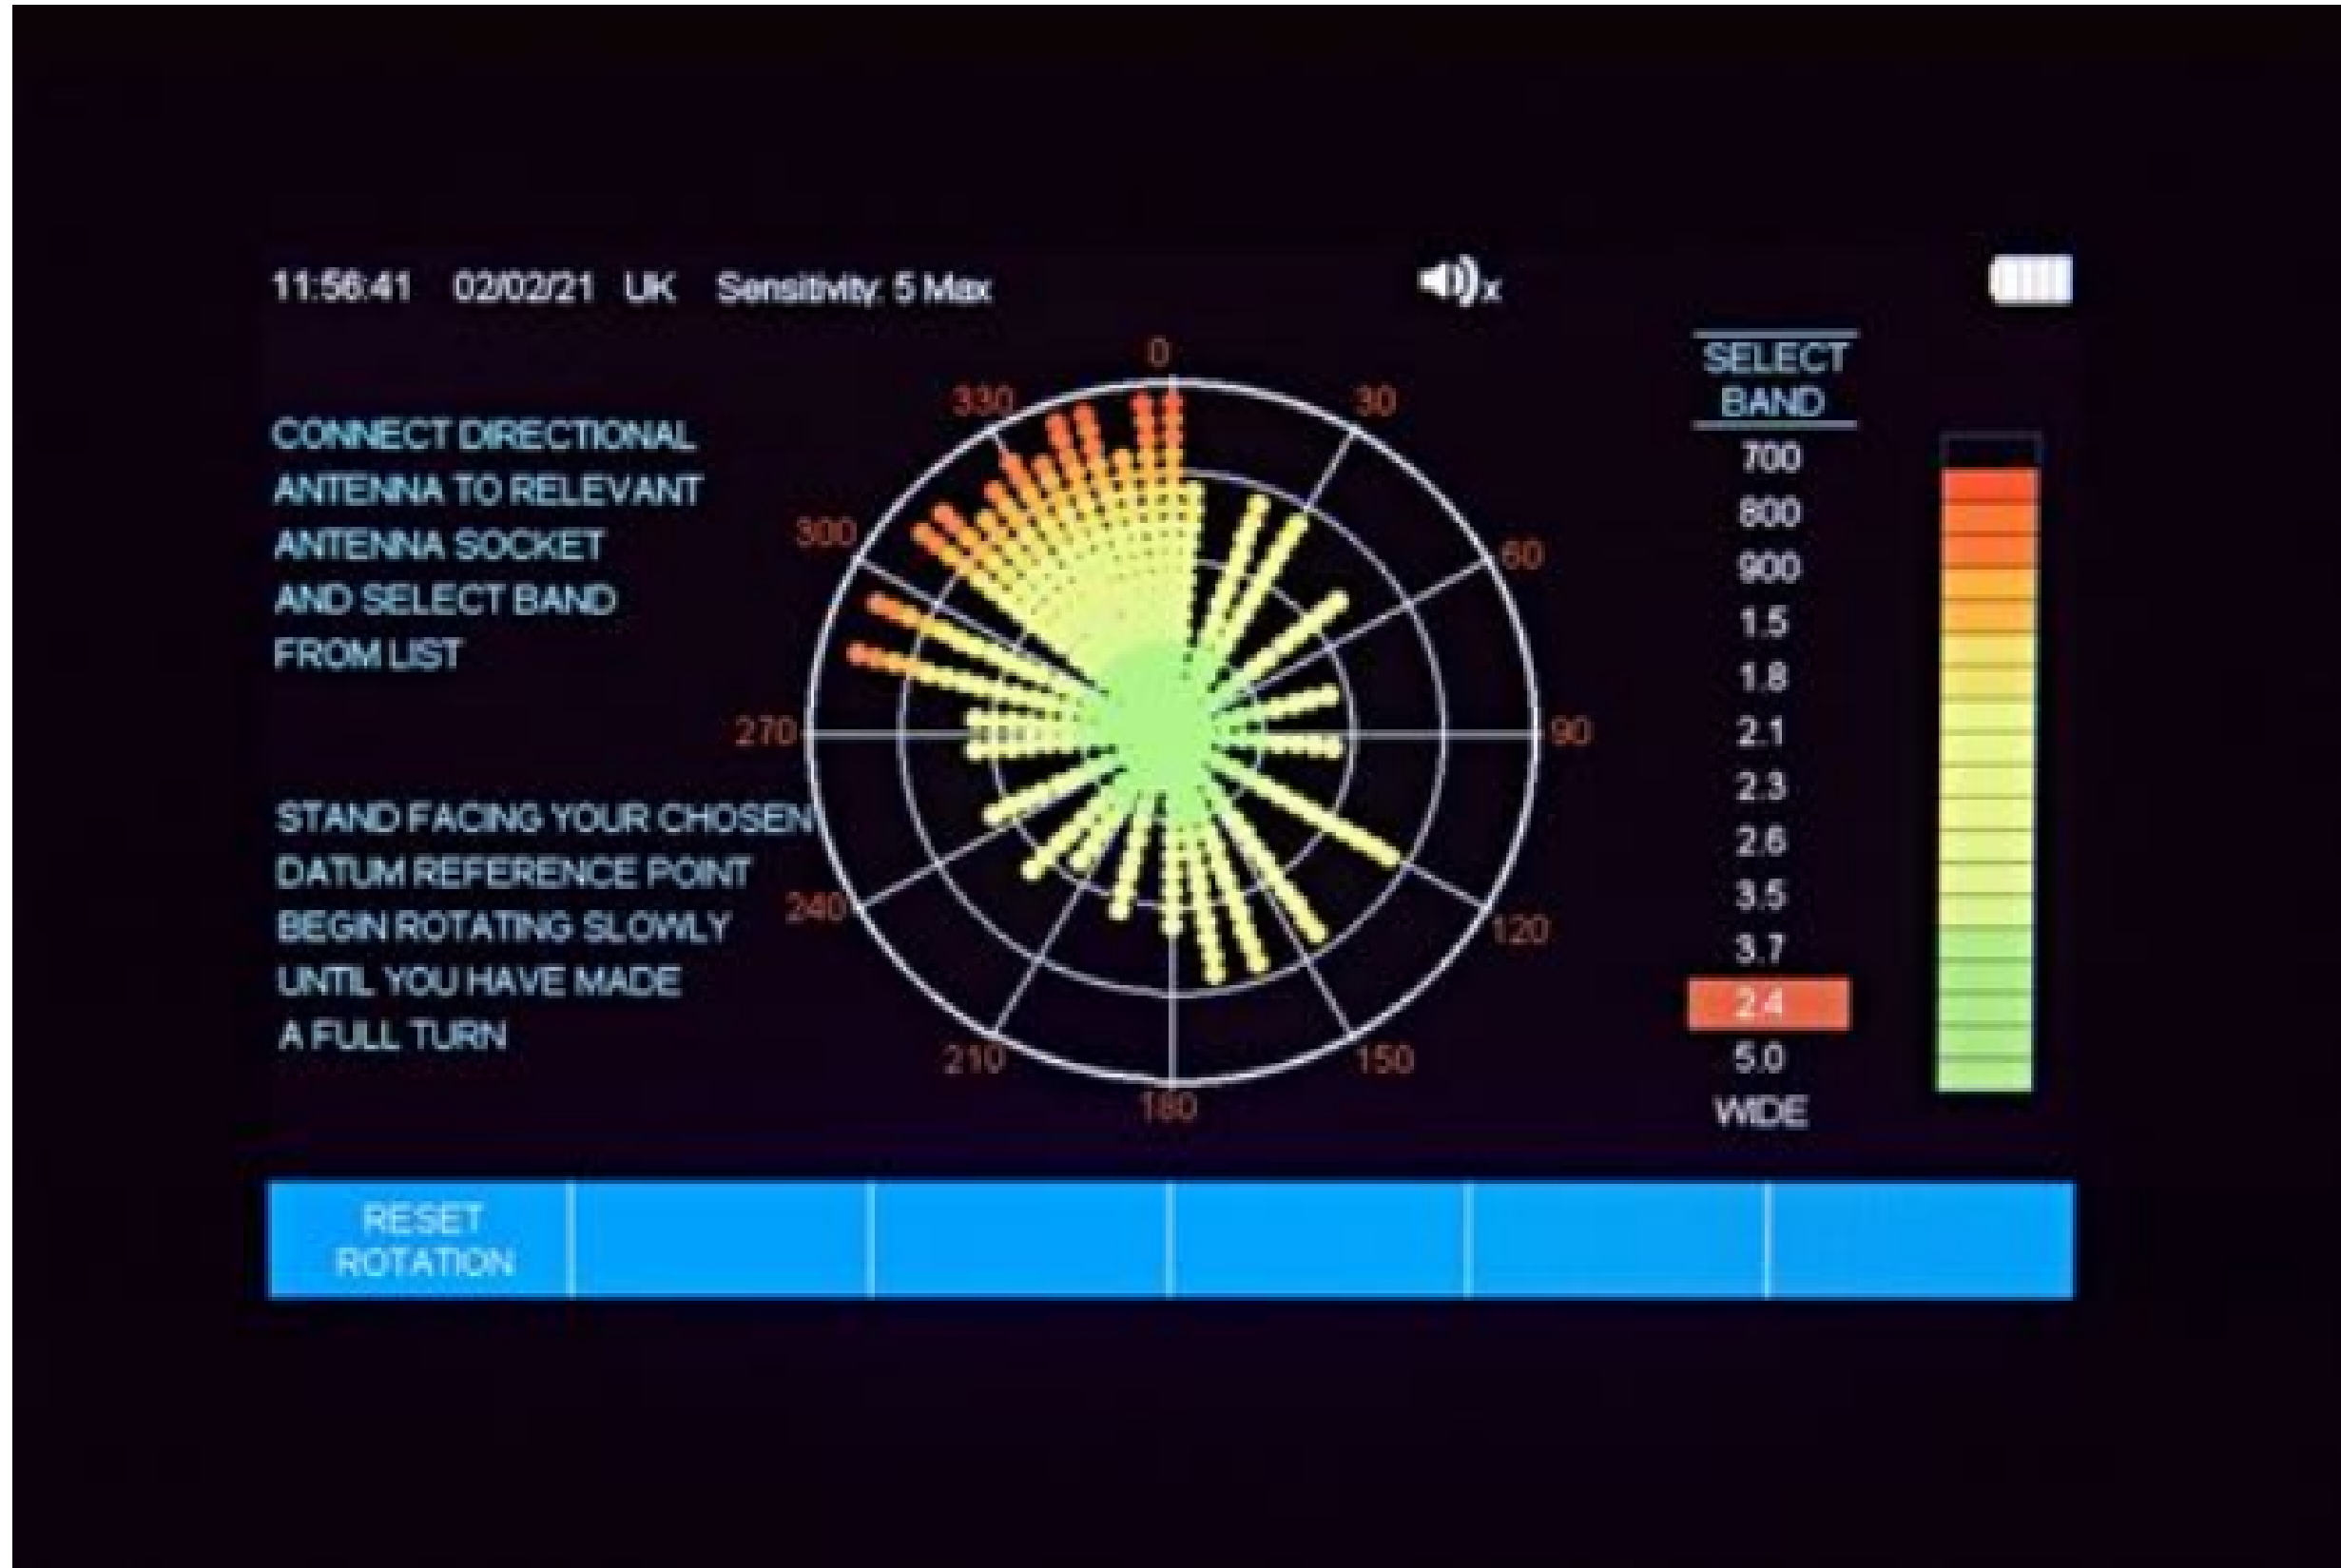 11:56:41 02/02/21 UK Sensitivity: 5 Max
CONNECT DIRECTIONAL
ANTENNA TO RELEVANT
ANTENNA SOCKET
AND SELECT BAND
FROM LIST
STAND FACING YOUR CHOSEN
DATUM REFERENCE POINT
BEGIN ROTATING SLOWLY
UNTIL YOU HAVE MADE
A FULL TURN
0
30
60
90
120
150
180
210
240
270
300
330
SELECT
BAND
700
800
900
1.5
1.8
2.1
2.3
2.6
3.5
3.7
2.4
5.0
WIDE
RESET
ROTATION